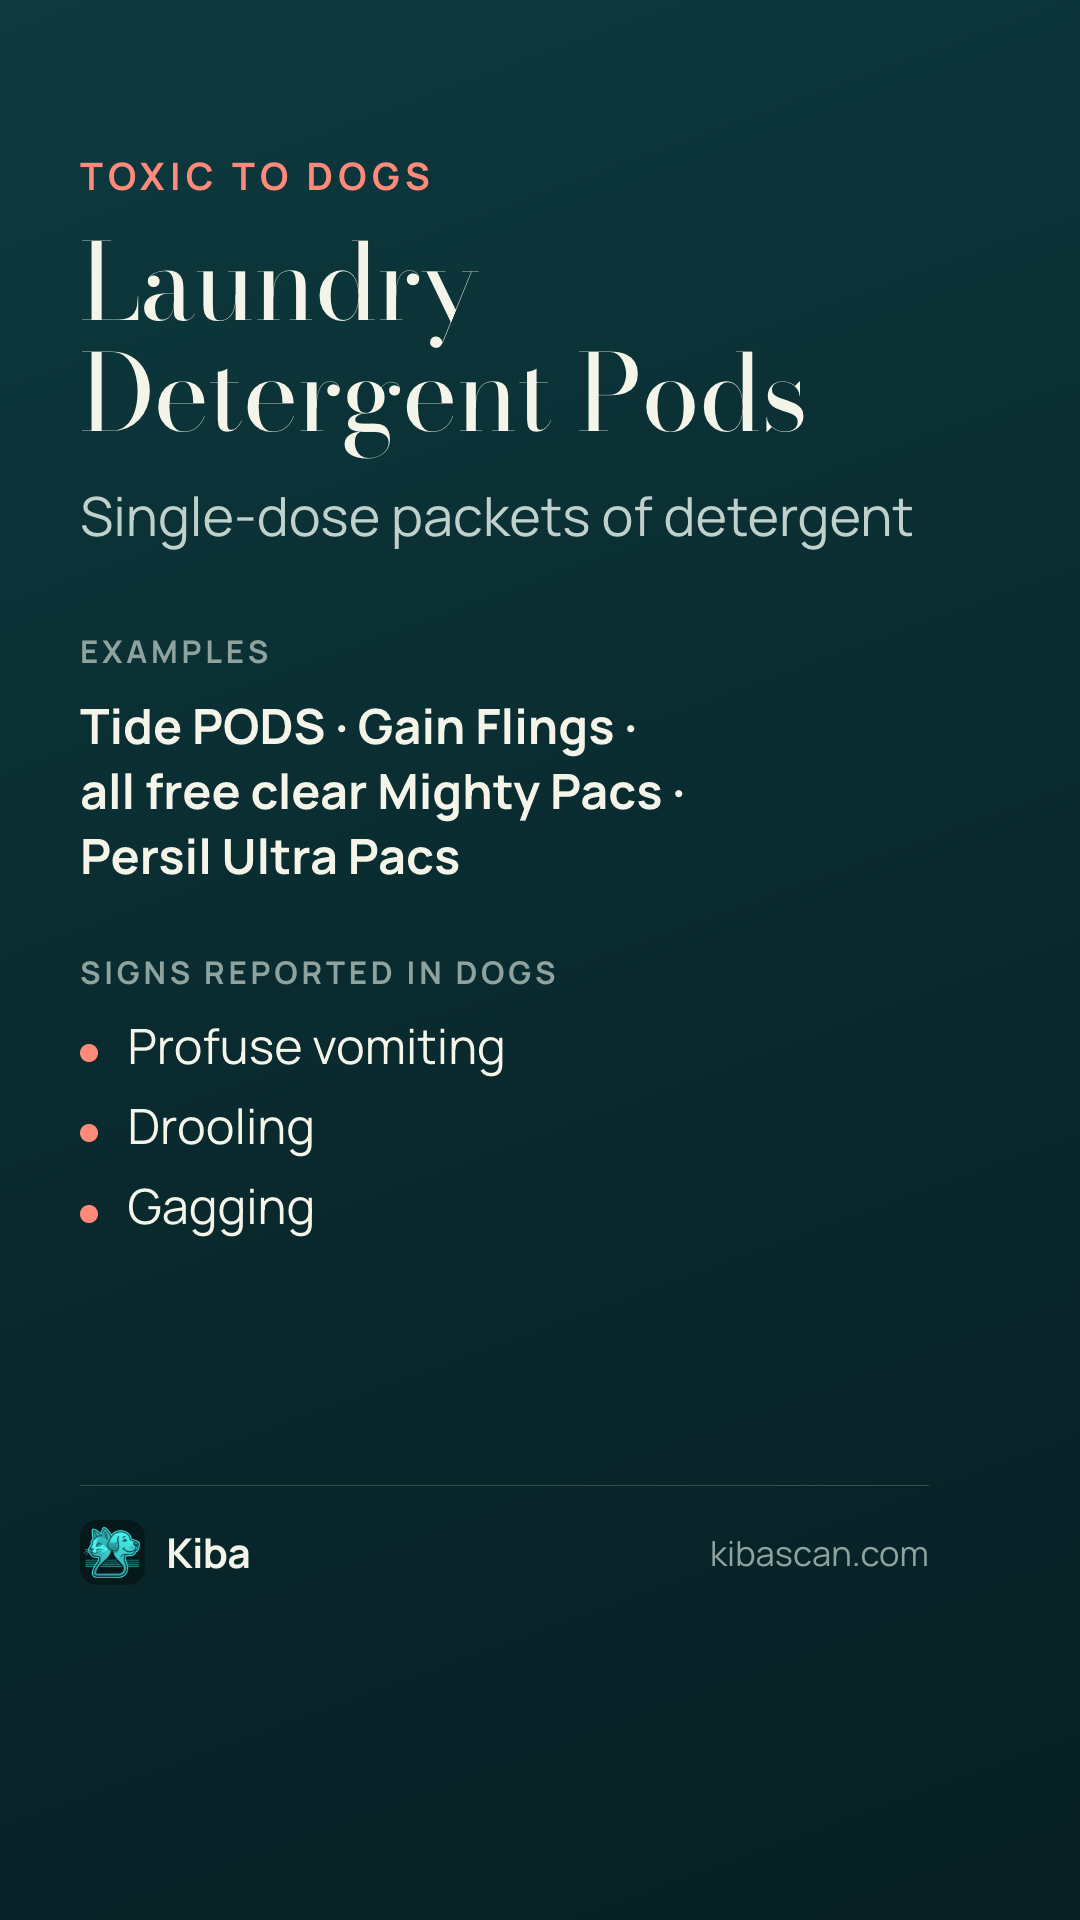 TOXIC TO DOGS
Laundry
Detergent Pods
Single-dose packets of detergent
EXAMPLES
Tide PODS · Gain Flings ·
all free clear Mighty Pacs ·
Persil Ultra Pacs
SIGNS REPORTED IN DOGS
Profuse vomiting
Drooling
Gagging
Kiba
kibascan.com